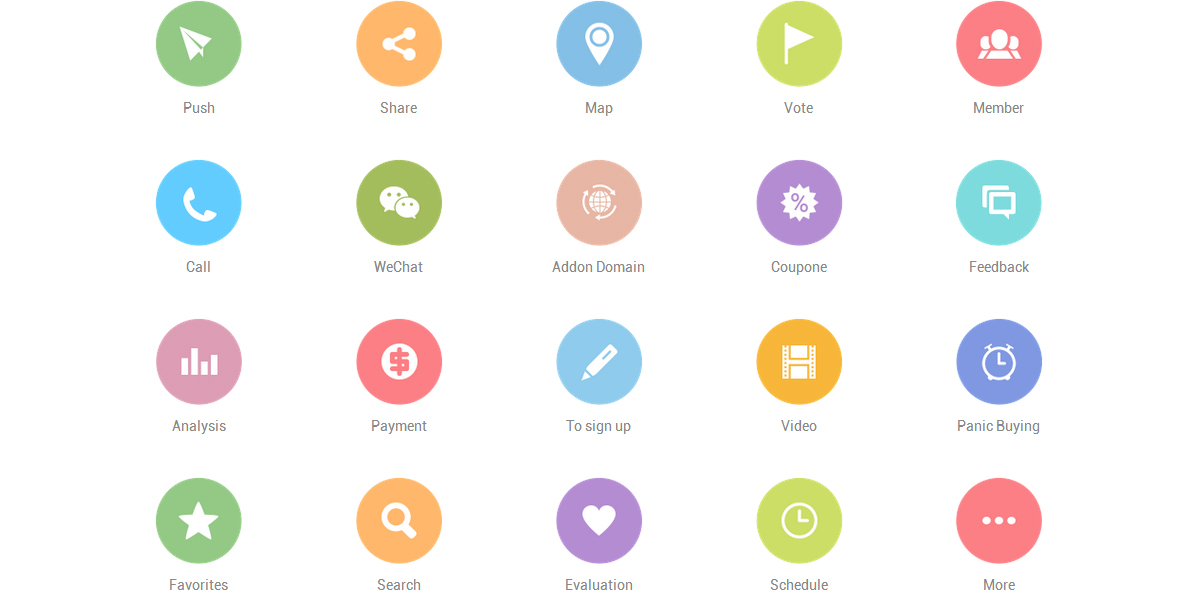 Push
Share
Map
Vote
Member
Call
WeChat
Addon Domain
%
Coupone
Feedback
Analysis
$
Payment
To sign up
Video
Panic Buying
Favorites
Search
Evaluation
Schedule
More